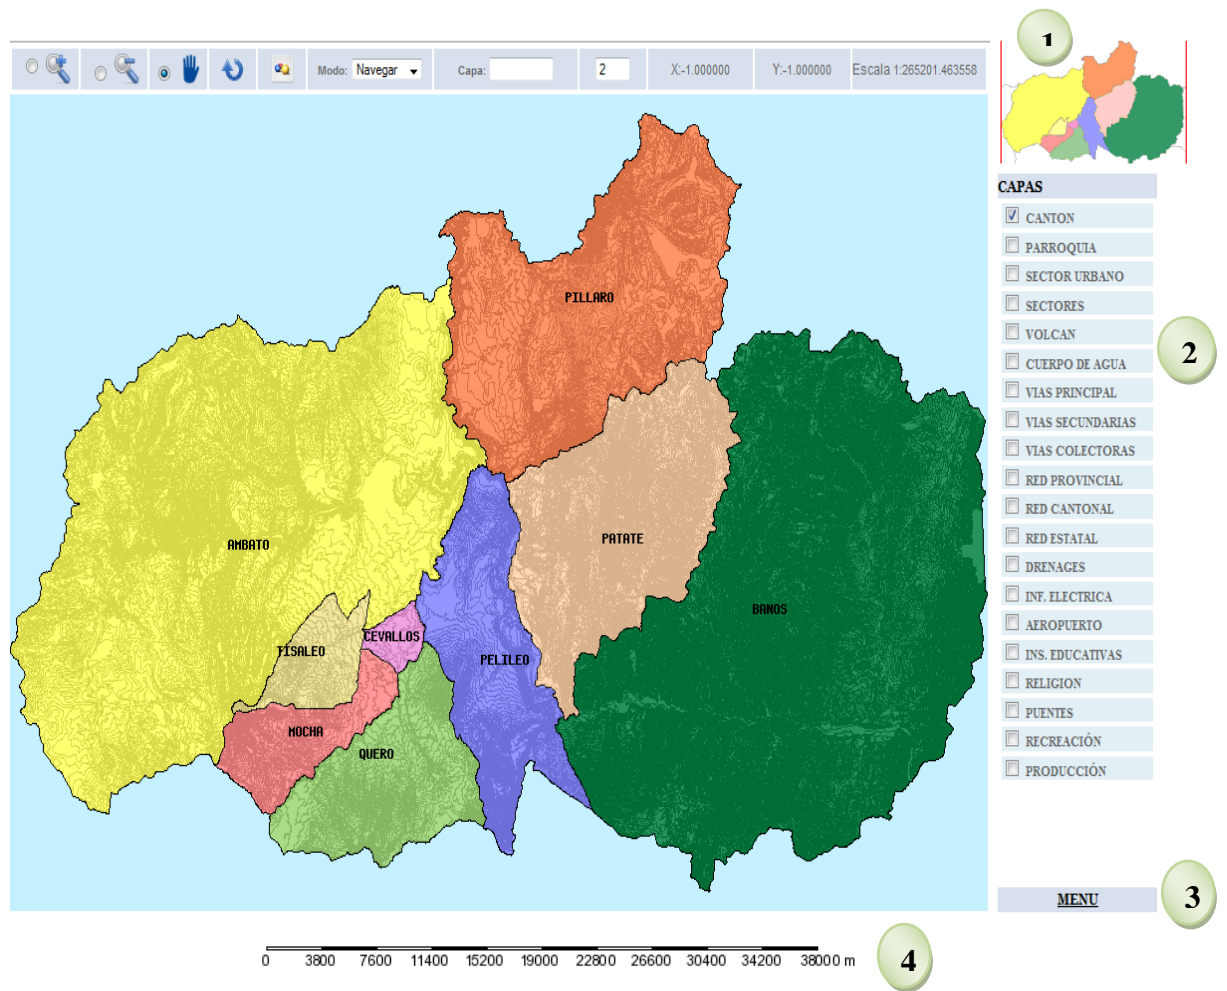 1
Modo: Navegar Capa: 2 X:-1.000000 Y:-1.000000 Escala 1:265201.463558
CAPAS
CANTON
PARROQUIA
SECTOR URBANO
SECTORES
VOLCAN
CUERPO DE AGUA
VIAS PRINCIPAL
VIAS SECUNDARIAS
VIAS COLECTORAS
RED PROVINCIAL
RED CANTONAL
RED ESTATAL
DRENAGES
INF. ELECTRICA
AEROPUERTO
INS. EDUCATIVAS
RELIGION
PUENTES
RECREACIÓN
PRODUCCIÓN
2
PILLARO
AMBATO
PATATE
BANOS
CEVALLOS
TISALEO
PELILEO
MOCHA
QUERO
MENU
3
0 3800 7600 11400 15200 19000 22800 26600 30400 34200 38000 m
4